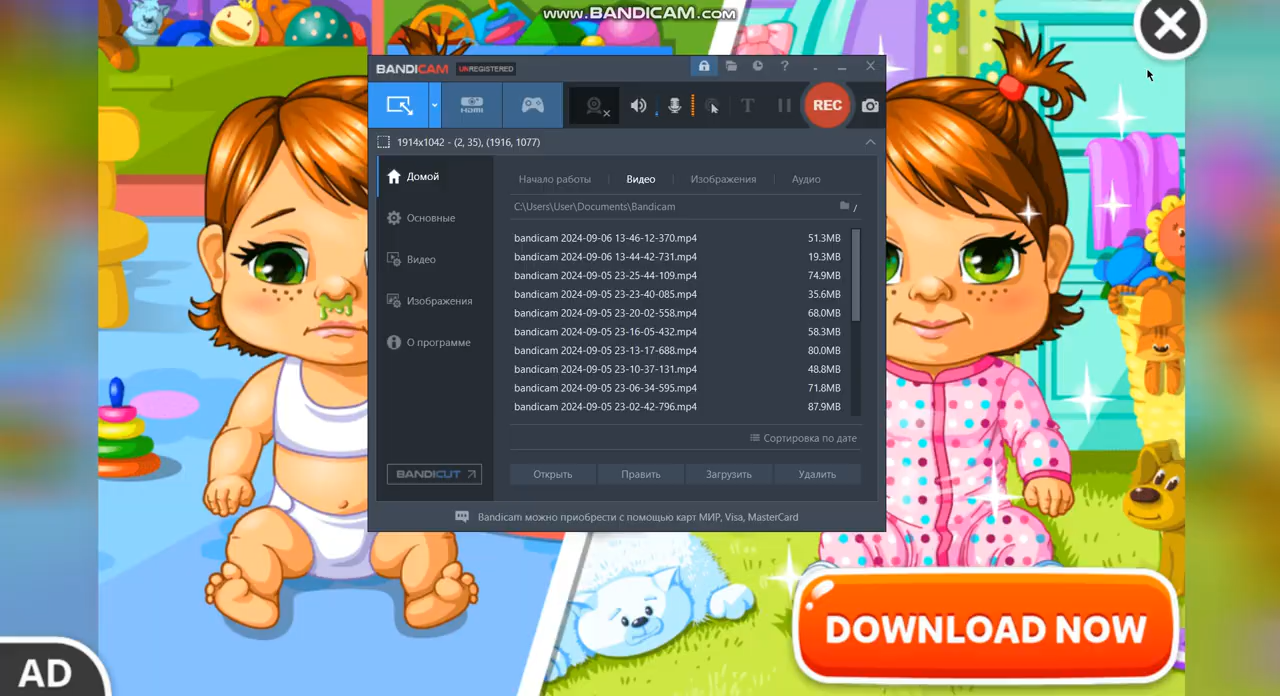 www.BANDICAM.com
BANDICAM UNREGISTERED
HDMI
T
REC
1914x1042 - (2, 35), (1916, 1077)
Домой
Основные
Видео
Изображения
О программе
BANDICUT
Начало работы
Видео
Изображения
Аудио
C:\Users\User\Documents\Bandicam
bandicam 2024-09-06 13-46-12-370.mp4 51.3MB
bandicam 2024-09-06 13-44-42-731.mp4 19.3MB
bandicam 2024-09-05 23-25-44-109.mp4 74.9MB
bandicam 2024-09-05 23-23-40-085.mp4 35.6MB
bandicam 2024-09-05 23-20-02-558.mp4 68.0MB
bandicam 2024-09-05 23-16-05-432.mp4 58.3MB
bandicam 2024-09-05 23-13-17-688.mp4 80.0MB
bandicam 2024-09-05 23-10-37-131.mp4 48.8MB
bandicam 2024-09-05 23-06-34-595.mp4 71.8MB
bandicam 2024-09-05 23-02-42-796.mp4 87.9MB
Сортировка по дате
Открыть
Править
Загрузить
Удалить
Bandicam можно приобрести с помощью карт МИР, Visa, MasterCard
DOWNLOAD NOW
AD